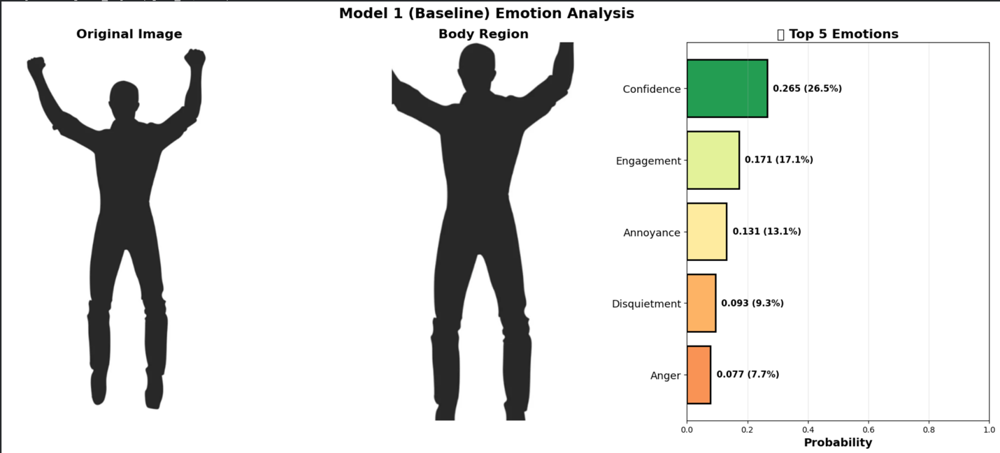 Model 1 (Baseline) Emotion Analysis
Original Image
Body Region
Top 5 Emotions
Confidence
0.265 (26.5%)
Engagement
0.171 (17.1%)
Annoyance
0.131 (13.1%)
Disquietment
0.093 (9.3%)
Anger
0.077 (7.7%)
0.0 0.2 0.4 0.6 0.8 1.0
Probability